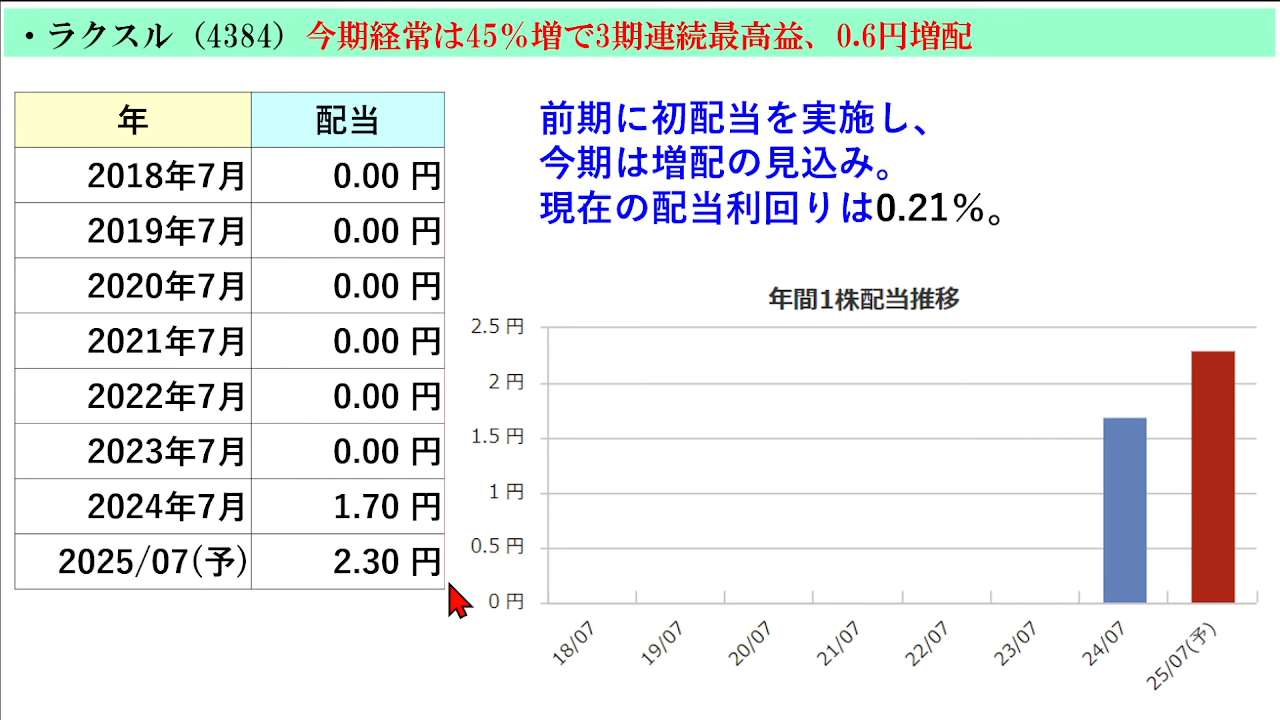 ・ラクスル（4384）今期経常は45％増で3期連続最高益、0.6円増配
年 配当
2018年7月 0.00 円
2019年7月 0.00 円
2020年7月 0.00 円
2021年7月 0.00 円
2022年7月 0.00 円
2023年7月 0.00 円
2024年7月 1.70 円
2025/07(予) 2.30 円
前期に初配当を実施し、
今期は増配の見込み。
現在の配当利回りは0.21％。
年間1株配当推移
2.5 円
2 円
1.5 円
1 円
0.5 円
0 円
18/07
19/07
20/07
21/07
22/07
23/07
24/07
25/07(予)